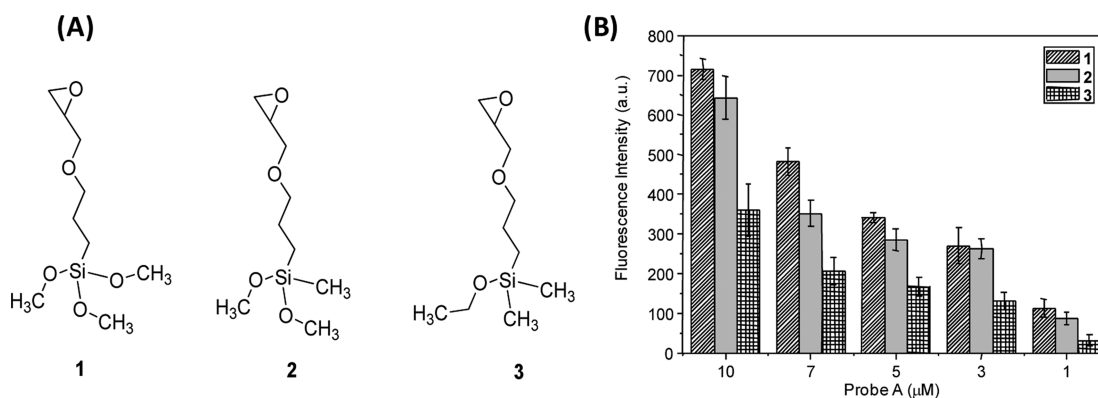 (A)
O
O
O
Si
O
CH₃
H₃C
O
CH₃
1
O
O
O
Si
CH₃
H₃C
O
CH₃
2
O
O
O
Si
CH₃
H₃C
CH₃
3
(B)
Fluorescence Intensity (a.u.)
800
700
600
500
400
300
200
100
0
1
2
3
10 7 5 3 1
Probe A (μM)